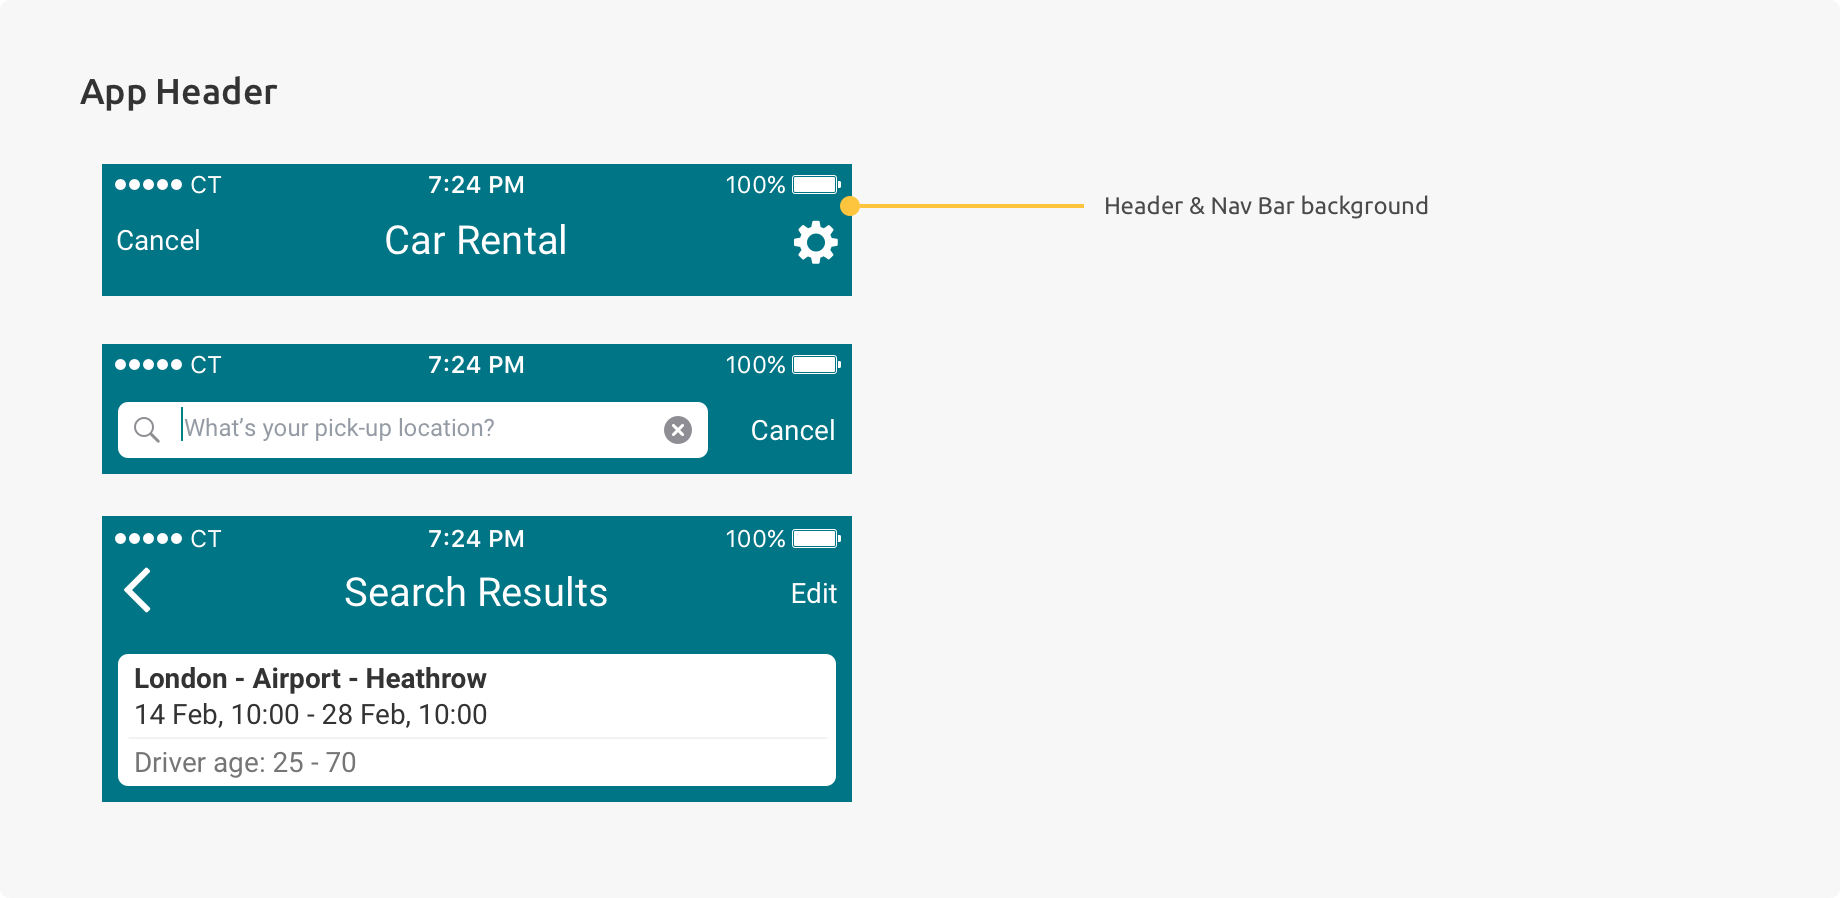 App Header
CT 7:24 PM 100%
Header & Nav Bar background
Cancel Car Rental
CT 7:24 PM 100%
What’s your pick-up location? Cancel
CT 7:24 PM 100%
Search Results Edit
London - Airport - Heathrow
14 Feb, 10:00 - 28 Feb, 10:00
Driver age: 25 - 70